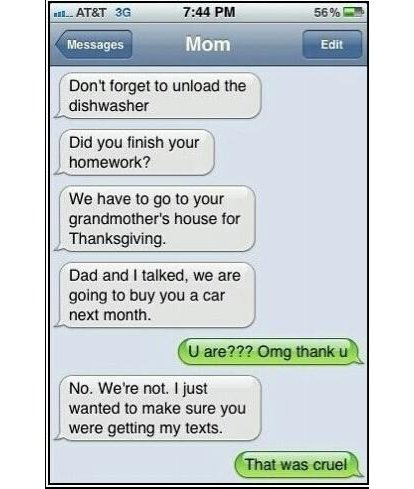 AT&T 3G 7:44 PM 56%
Messages Mom Edit
Don't forget to unload the
dishwasher
Did you finish your
homework?
We have to go to your
grandmother's house for
Thanksgiving.
Dad and I talked, we are
going to buy you a car
next month.
U are??? Omg thank u
No. We're not. I just
wanted to make sure you
were getting my texts.
That was cruel